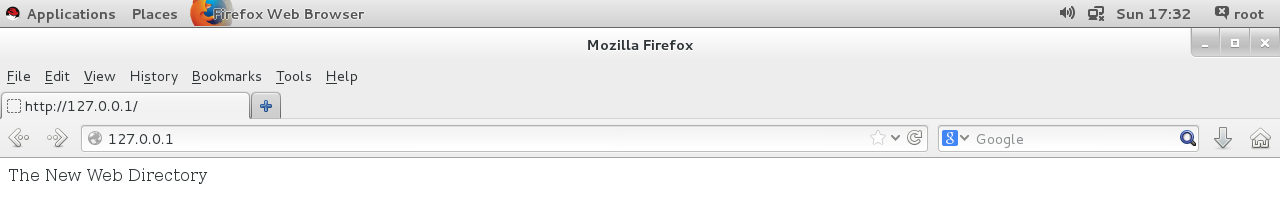 Applications Places Firefox Web Browser Sun 17:32 root
Mozilla Firefox
File Edit View History Bookmarks Tools Help
http://127.0.0.1/
127.0.0.1 8 Google
The New Web Directory